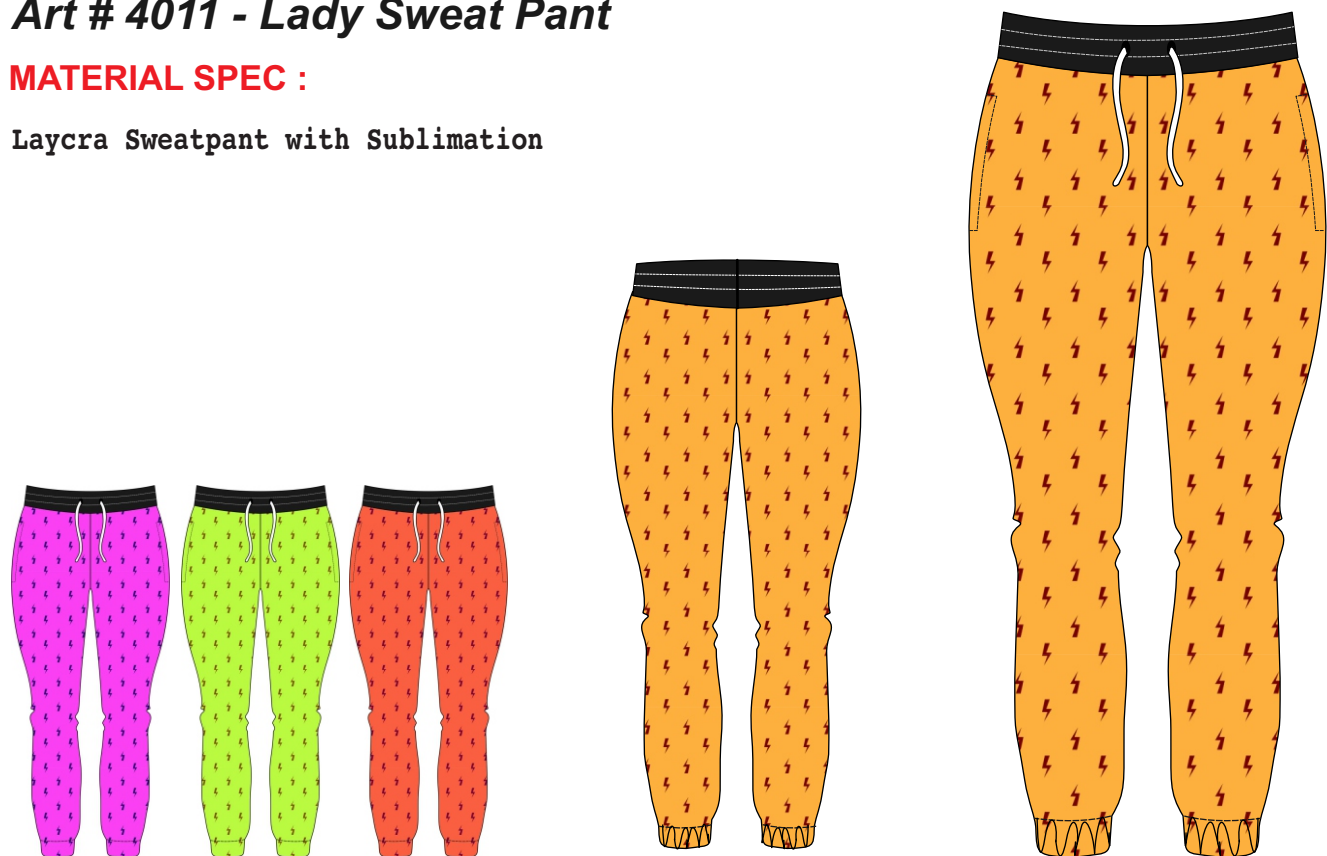 Art # 4011 - Lady Sweat Pant
MATERIAL SPEC :
Laycra Sweatpant with Sublimation